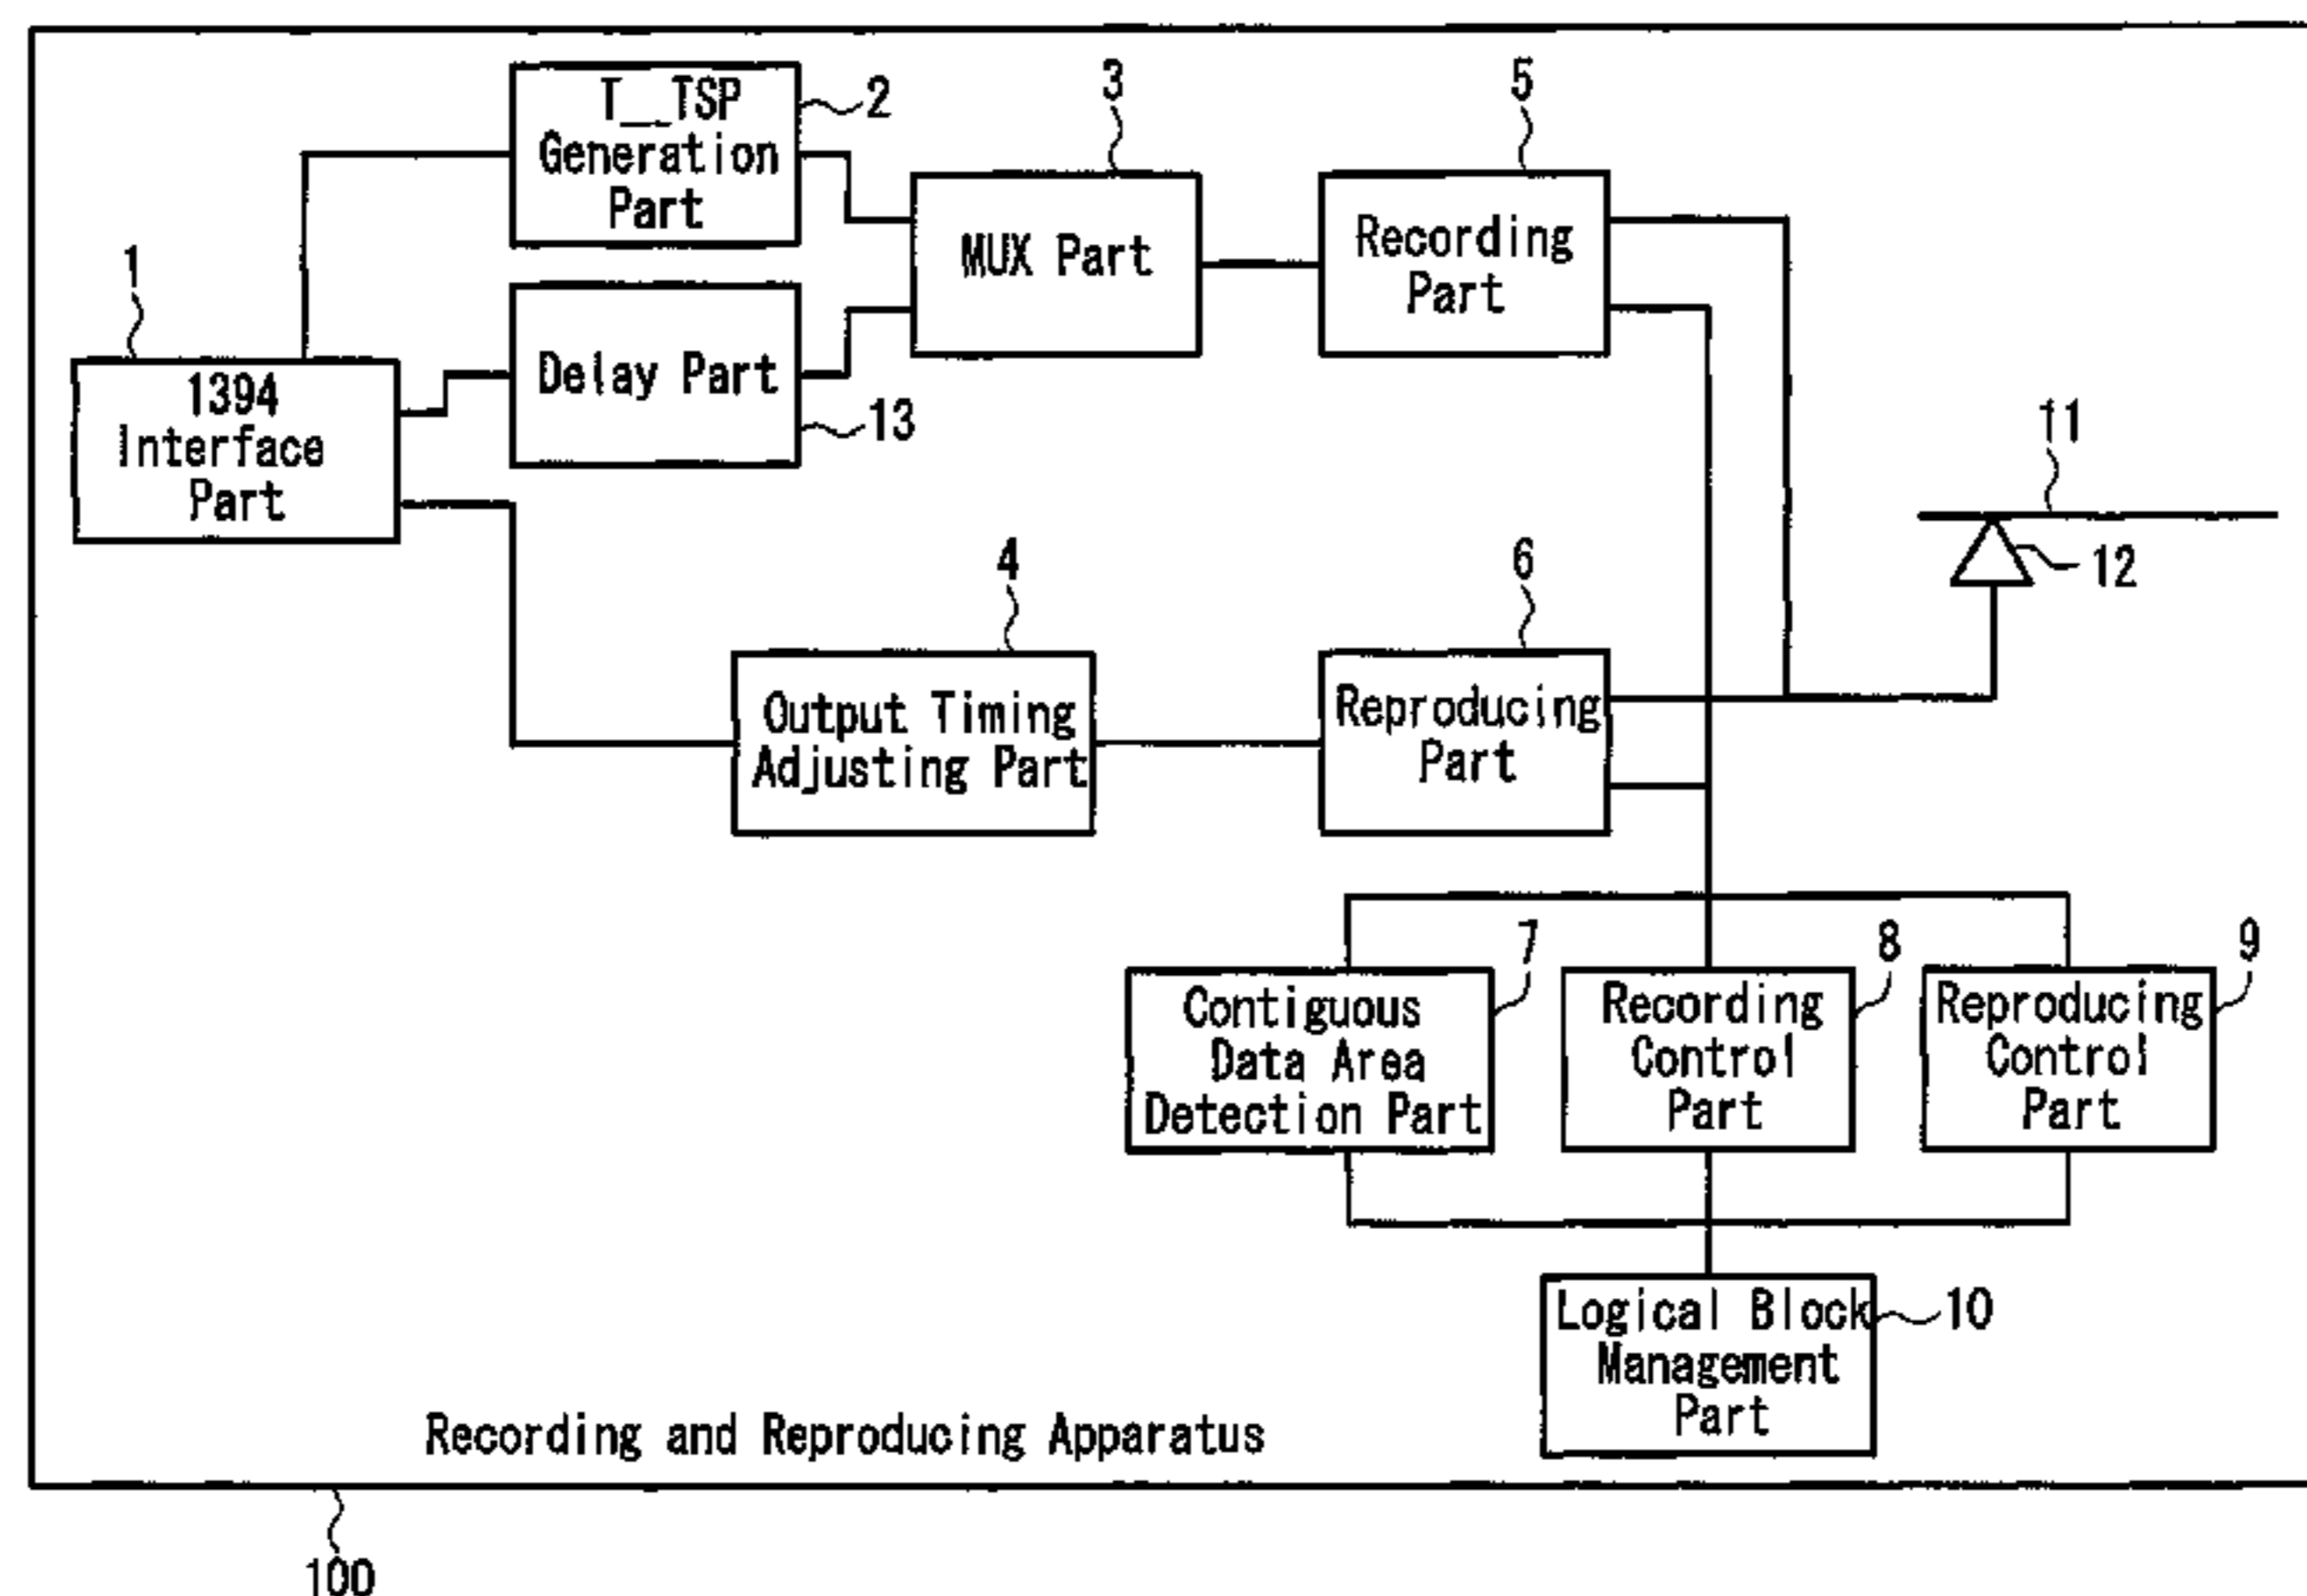 T__TSP
Generation
Part
2
3
5
MUX Part
Recording
Part
1
1394
Interface
Part
Delay Part
13
11
12
4
6
Output Timing
Adjusting Part
Reproducing
Part
7
8
9
Contiguous
Data Area
Detection Part
Recording
Control
Part
Reproducing
Control
Part
Logical Block
Management
Part
10
Recording and Reproducing Apparatus
100